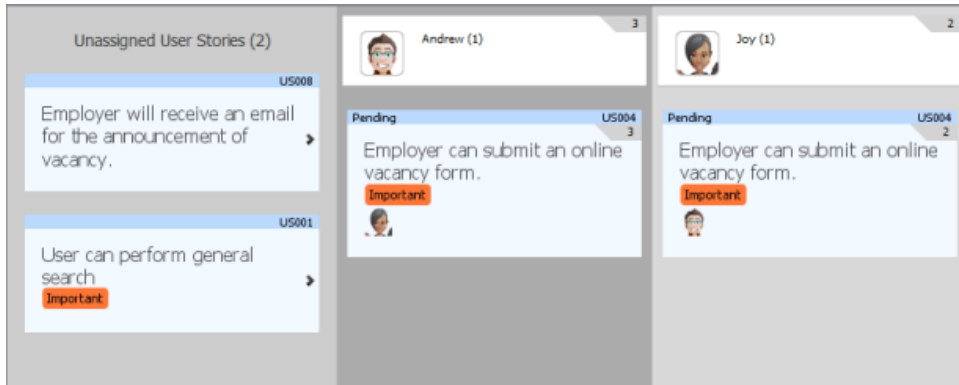 Unassigned User Stories (2)
US008
Employer will receive an email
for the announcement of
vacancy.
US001
User can perform general
search
Important
3
Andrew (1)
Pending US004
3
Employer can submit an online
vacancy form.
Important
2
Joy (1)
Pending US004
2
Employer can submit an online
vacancy form.
Important